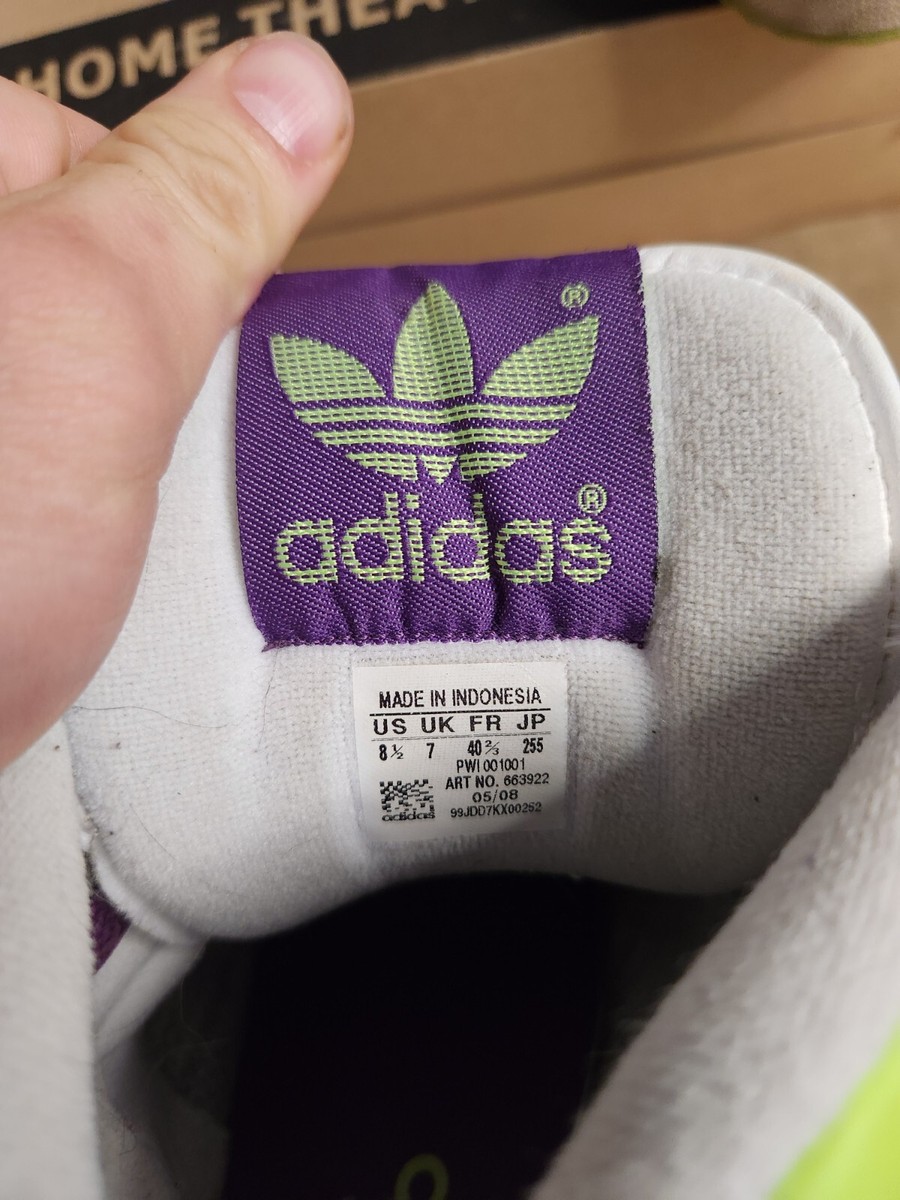 HOME THEA
®
adidas®
MADE IN INDONESIA
US UK FR JP
8½ 7 40⅔ 255
PWI 001001
ART NO. 663922
05/08
adidas 99JDD7KX00252